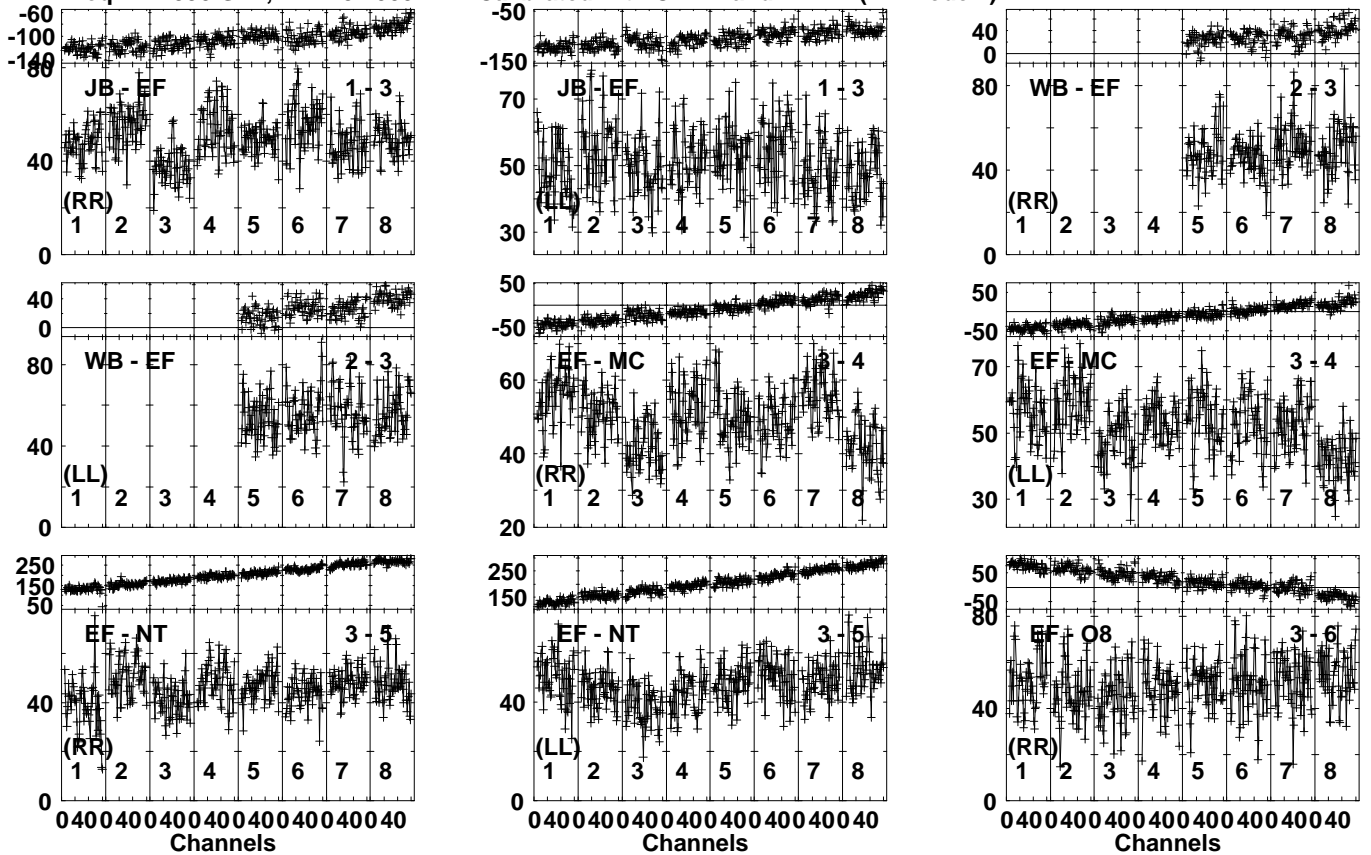 -60 -50
-100 40
-140 -150 0
80 JB - EF 1 - 3 70 JB - EF 1 - 3 80 WB - EF 2 - 3
40 50 40
(RR) (LL) (RR)
1 2 3 4 5 6 7 8 30 1 2 3 4 5 6 7 8 1 2 3 4 5 6 7 8
0 0
40 50 50
0 -50 -50
80 WB - EF 2 - 3 60 EF - MC 3 - 4 70 EF - MC 3 - 4
40 40 50
(LL) (RR) (LL)
1 2 3 4 5 6 7 8 1 2 3 4 5 6 7 8 30 1 2 3 4 5 6 7 8
0 20
250 250 50
150 150
50 -50
EF - NT 3 - 5 EF - NT 3 - 5 80 EF - O8 3 - 6
40 40 40
(RR) (LL) (RR)
1 2 3 4 5 6 7 8 1 2 3 4 5 6 7 8 1 2 3 4 5 6 7 8
0 0 0
0 40 0 40 0 40 0 40 0 40 0 40 0 40 0 40 0 40 0 40 0 40 0 40 0 40 0 40 0 40 0 40 0 40 0 40 0 40 0 40 0 40 0 40 0 40 0 40
Channels Channels Channels